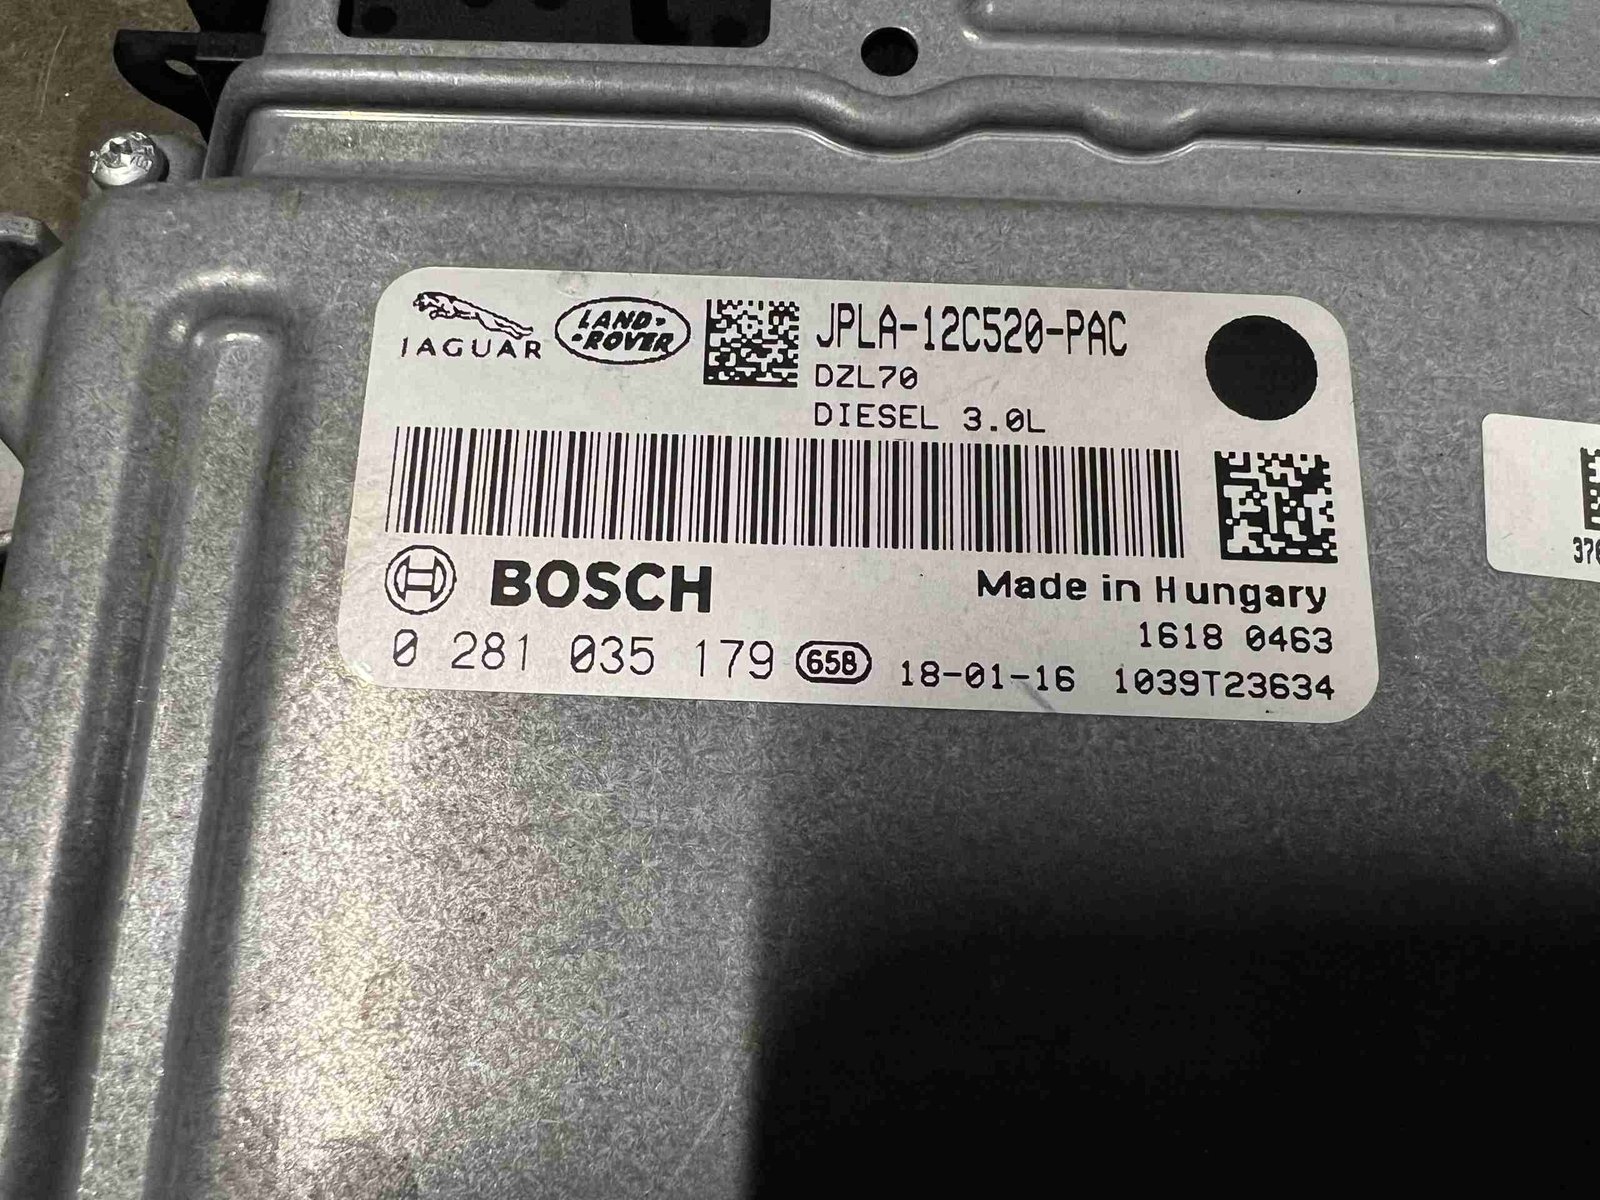 JAGUAR
LAND-
-ROVER
JPLA-12C520-PAC
DZL70
DIESEL 3.0L
BOSCH
Made in Hungary
1618 0463
0 281 035 179 65B 18-01-16 1039T23634